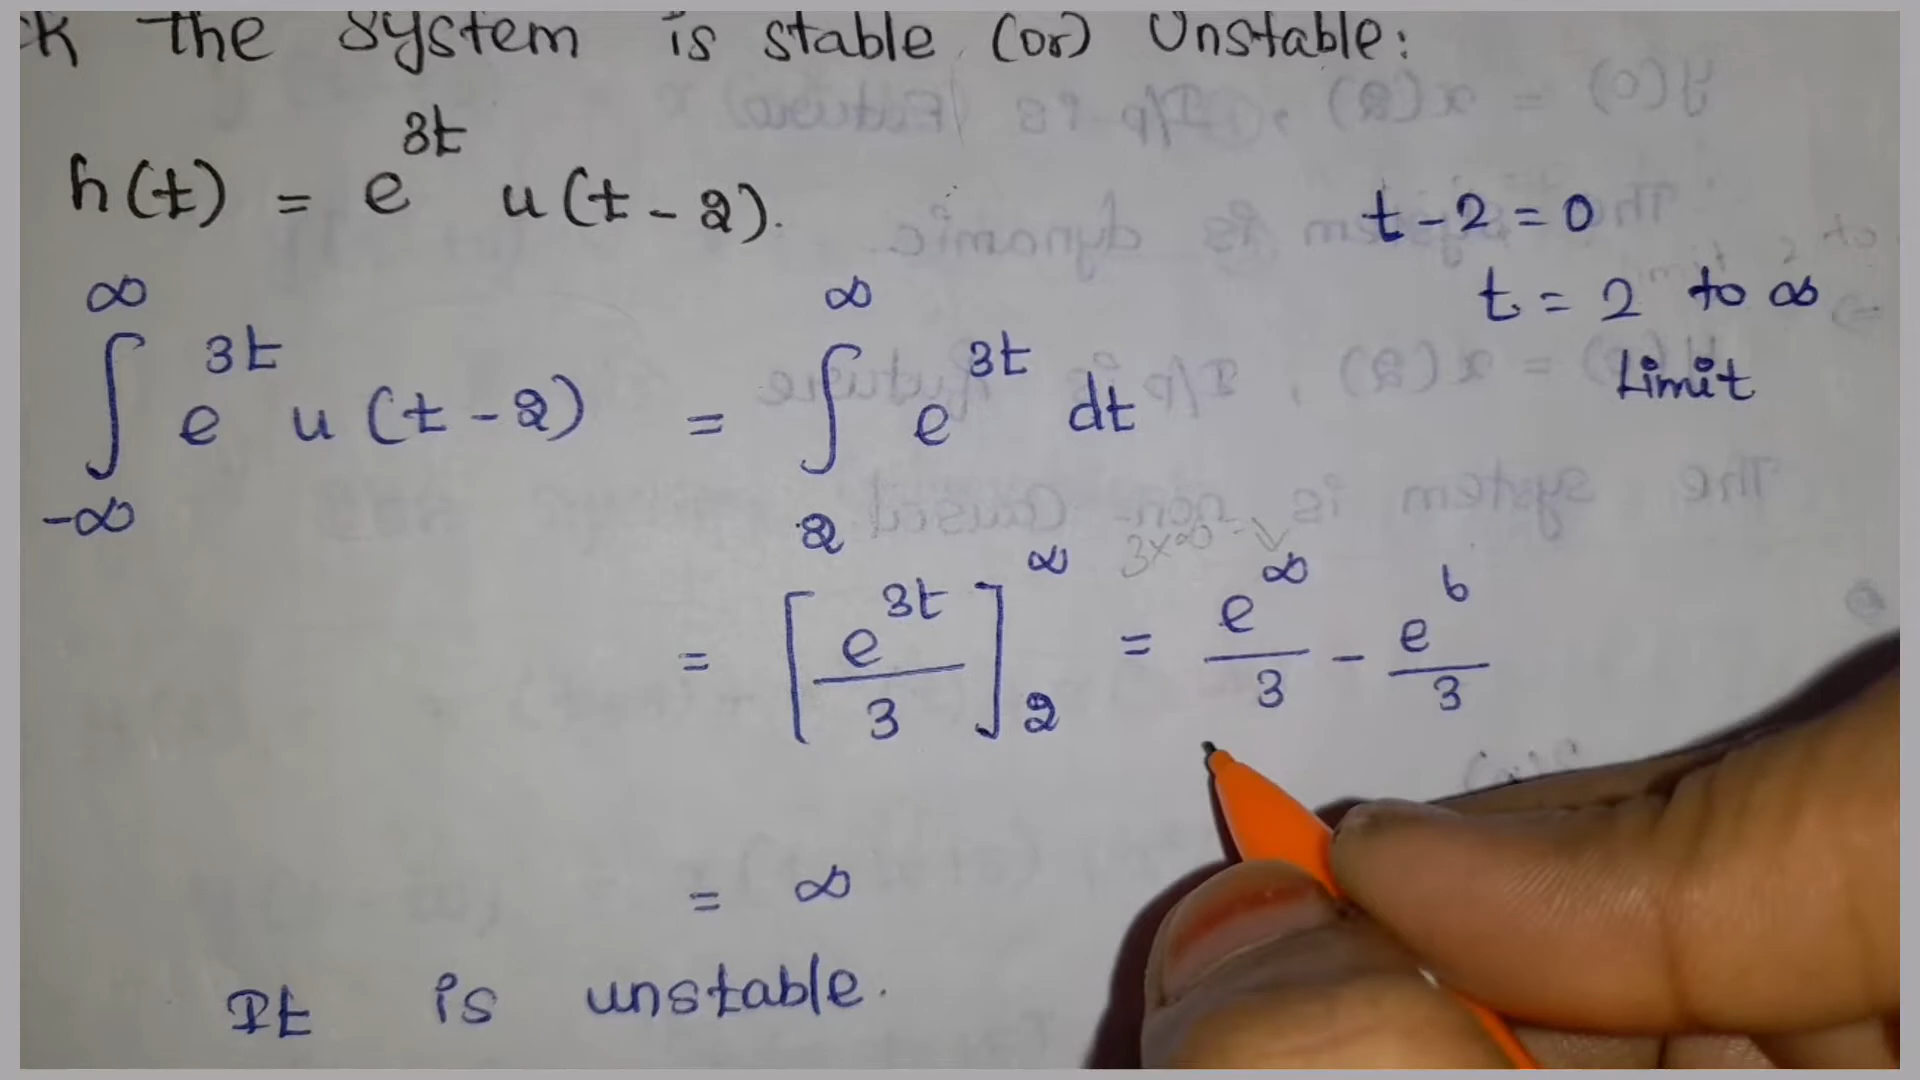 the system is stable (or) Unstable:
h(t) = e^3t u(t-2).
t-2=0
t = 2 to ∞
Limit
∫_-∞^∞ e^3t u(t-2) = ∫_2^∞ e^3t dt
3×∞
= [e^3t/3]_2^∞ = e^∞/3 - e^6/3
= ∞
It is unstable.